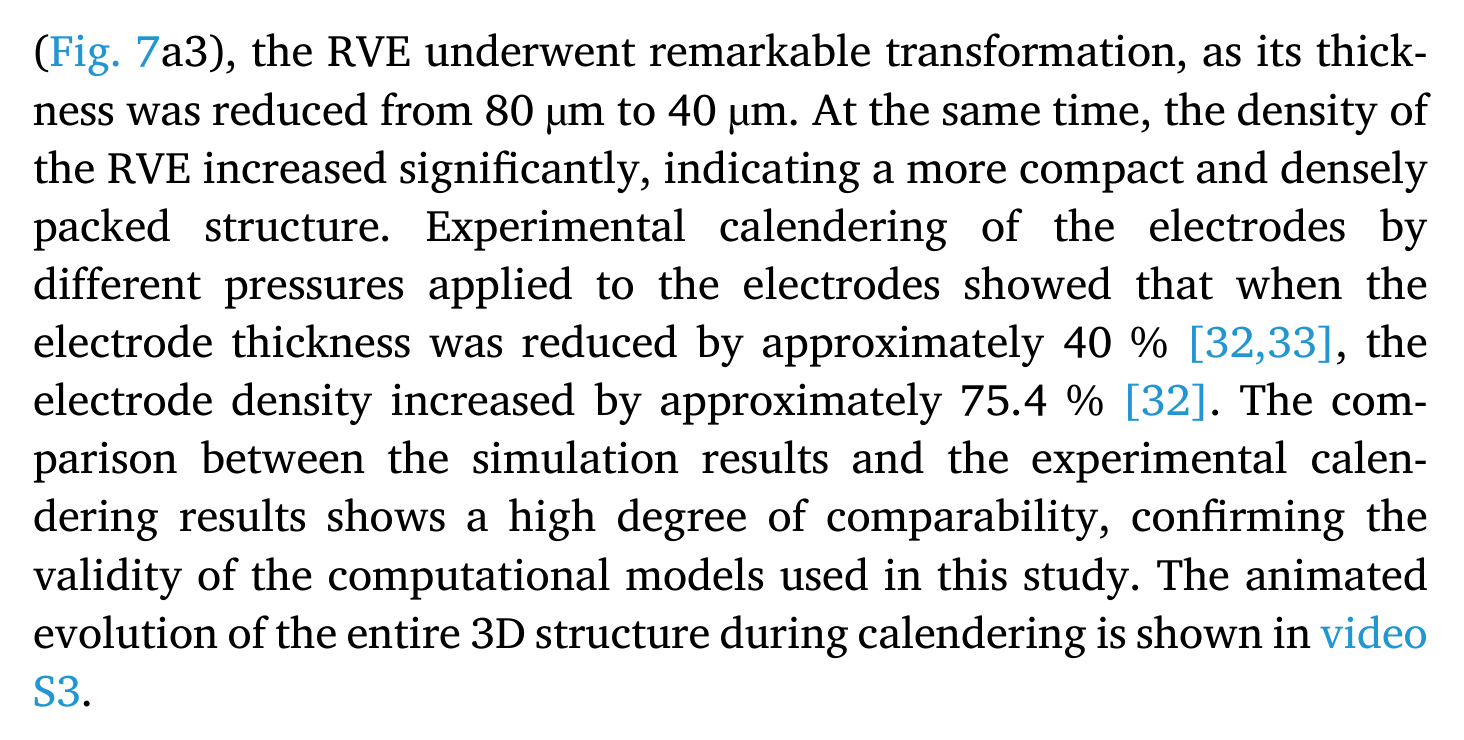 (Fig. 7a3), the RVE underwent remarkable transformation, as its thick-
ness was reduced from 80 μm to 40 μm. At the same time, the density of
the RVE increased significantly, indicating a more compact and densely
packed structure. Experimental calendering of the electrodes by
different pressures applied to the electrodes showed that when the
electrode thickness was reduced by approximately 40 % [32,33], the
electrode density increased by approximately 75.4 % [32]. The com-
parison between the simulation results and the experimental calen-
dering results shows a high degree of comparability, confirming the
validity of the computational models used in this study. The animated
evolution of the entire 3D structure during calendering is shown in video
S3.